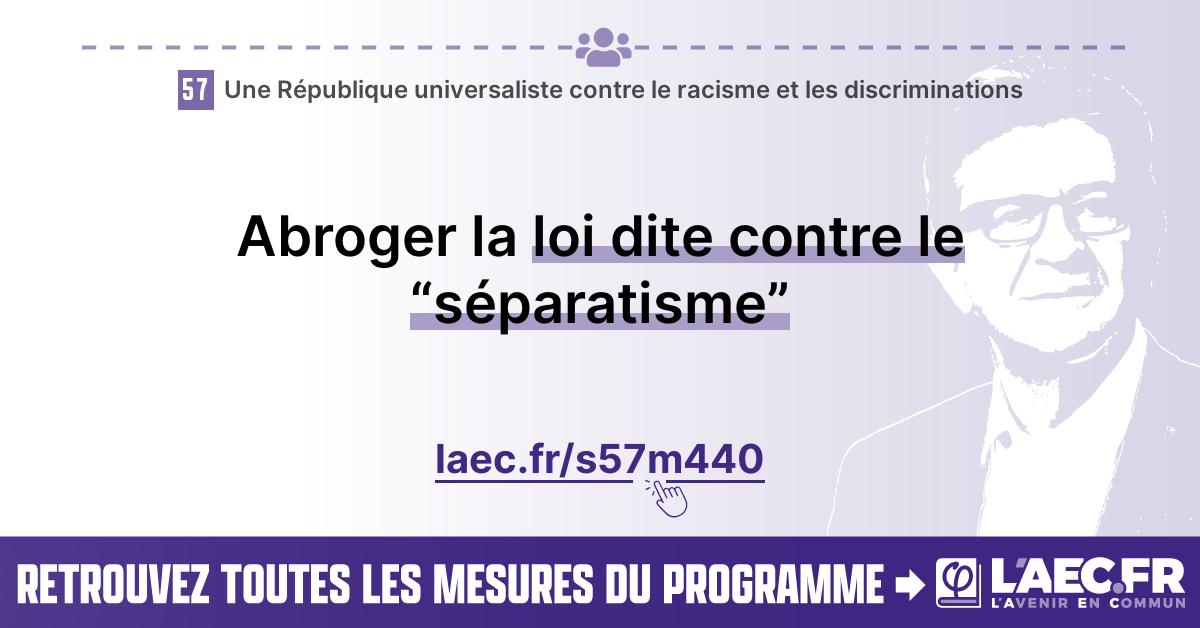 57 Une République universaliste contre le racisme et les discriminations
Abroger la loi dite contre le
“séparatisme”
laec.fr/s57m440
RETROUVEZ TOUTES LES MESURES DU PROGRAMME
L'AEC.FR
L'AVENIR EN COMMUN